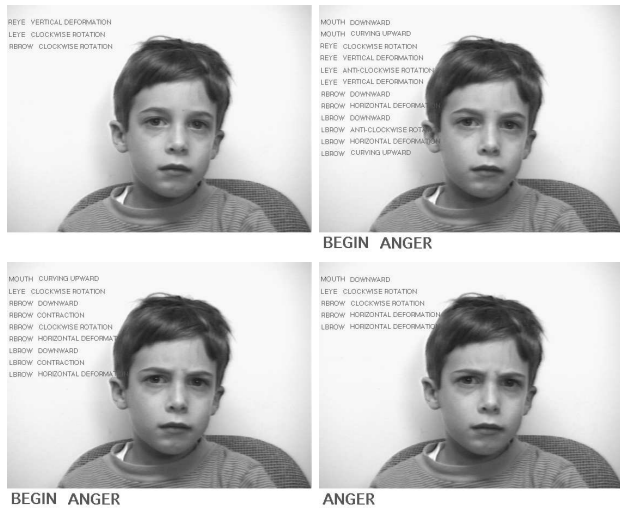 REYE VERTICAL DEFORMATION
LEYE CLOCKWISE ROTATION
RBROW CLOCKWISE ROTATION
MOUTH DOWNWARD
MOUTH CURVING UPWARD
REYE CLOCKWISE ROTATION
REYE VERTICAL DEFORMATION
LEYE ANTI-CLOCKWISE ROTATION
LEYE VERTICAL DEFORMATION
RBROW DOWNWARD
RBROW HORIZONTAL DEFORMATION
LBROW DOWNWARD
LBROW ANTI-CLOCKWISE ROTA
LBROW HORIZONTAL DEFORMATION
LBROW CURVING UPWARD
BEGIN ANGER
MOUTH CURVING UPWARD
LEYE CLOCKWISE ROTATION
RBROW DOWNWARD
RBROW CONTRACTION
RBROW CLOCKWISE ROTATION
RBROW HORIZONTAL DEFORMAT
LBROW DOWNWARD
LBROW CONTRACTION
LBROW HORIZONTAL DEFORMAT
BEGIN ANGER
MOUTH DOWNWARD
LEYE CLOCKWISE ROTATION
RBROW CLOCKWISE ROTATION
RBROW HORIZONTAL DEFORMATION
LBROW HORIZONTAL DEFORMATIO
ANGER